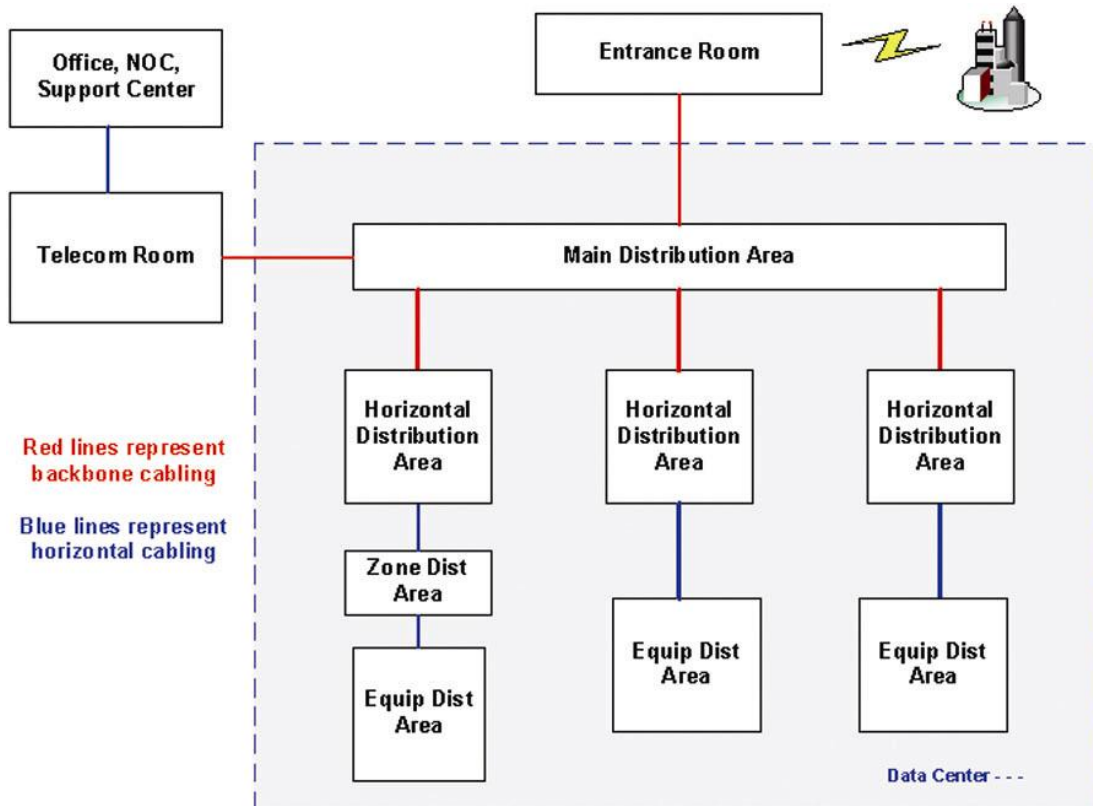 Office, NOC,
Support Center
Entrance Room
Telecom Room
Main Distribution Area
Horizontal
Distribution
Area
Horizontal
Distribution
Area
Horizontal
Distribution
Area
Red lines represent
backbone cabling
Blue lines represent
horizontal cabling
Zone Dist
Area
Equip Dist
Area
Equip Dist
Area
Equip Dist
Area
Data Center - - -